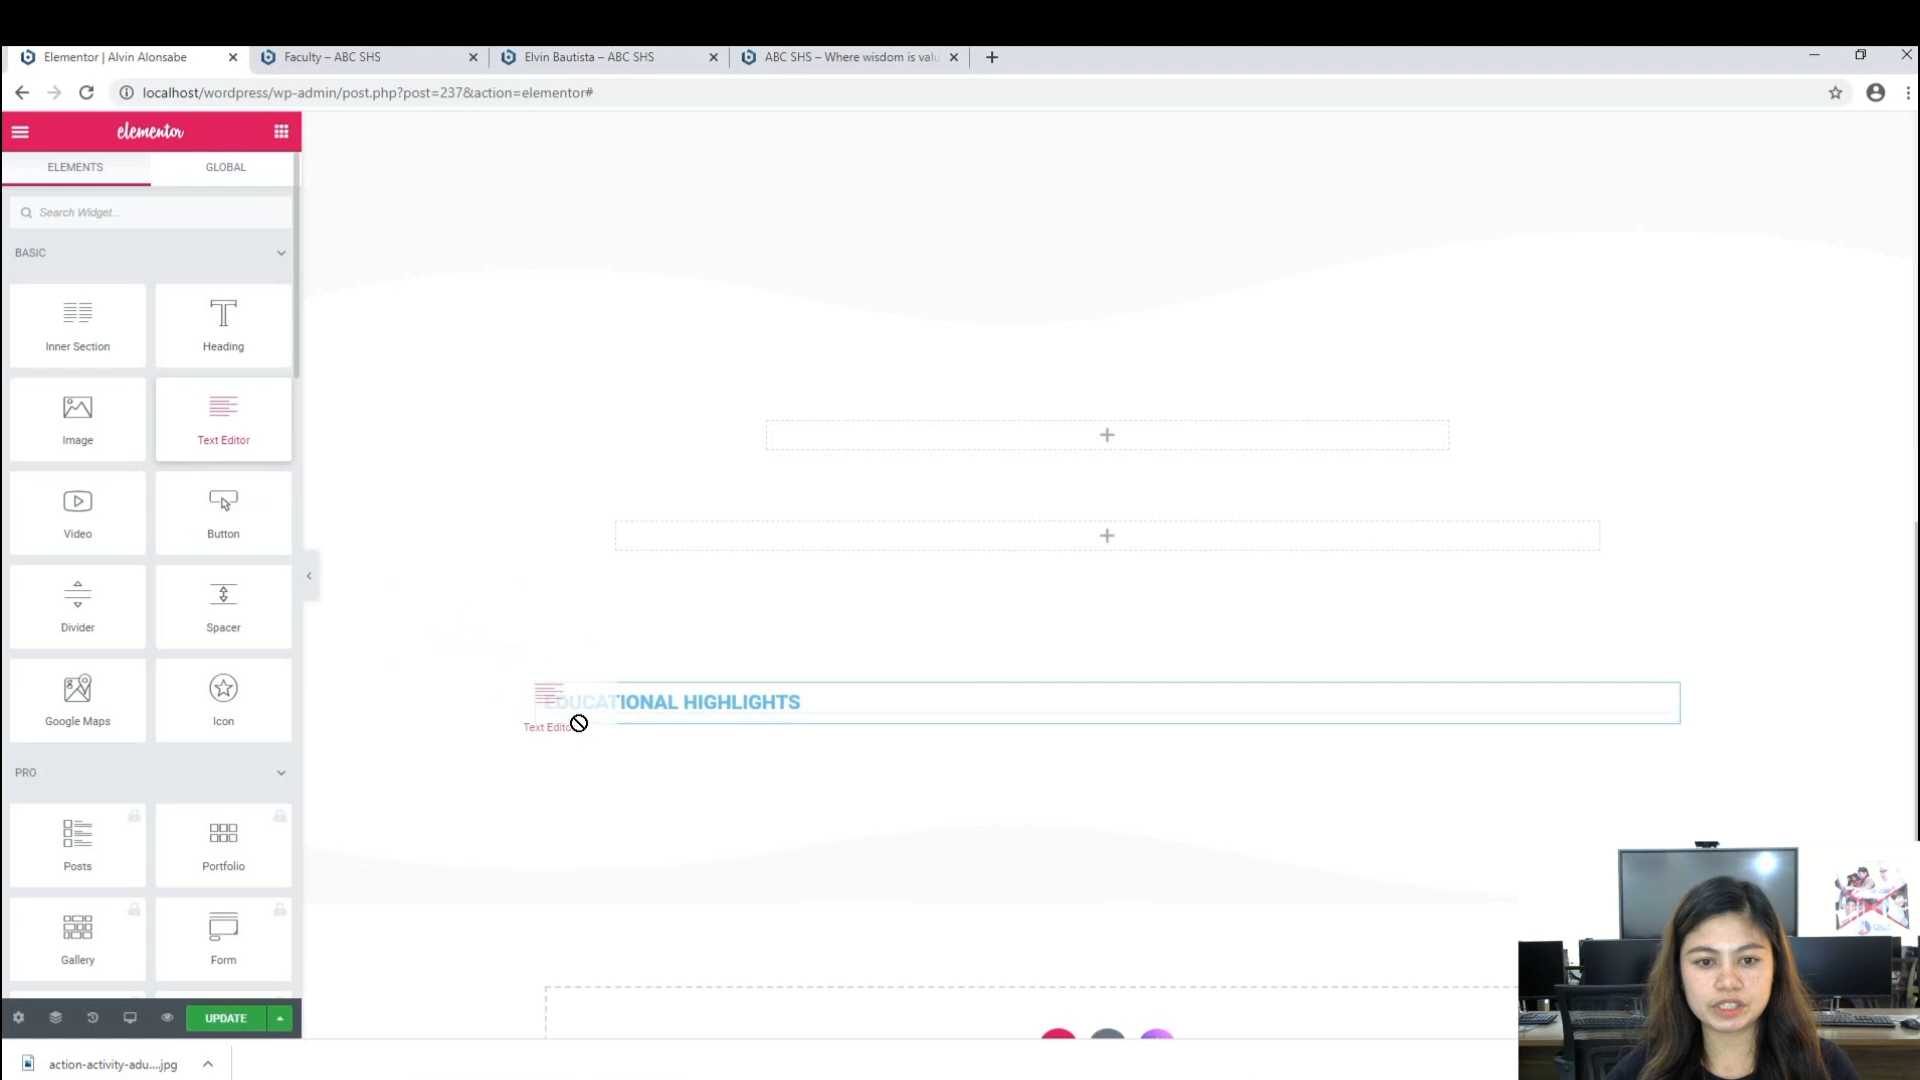 Elementor | Alvin Alonsabe
Faculty – ABC SHS
Elvin Bautista – ABC SHS
ABC SHS – Where wisdom is valu
localhost/wordpress/wp-admin/post.php?post=237&action=elementor#
elementor
ELEMENTS
GLOBAL
Search Widget...
BASIC
Inner Section
Heading
Image
Text Editor
Video
Button
Divider
Spacer
Google Maps
Icon
EDUCATIONAL HIGHLIGHTS
Text Edito
PRO
Posts
Portfolio
Gallery
Form
UPDATE
action-activity-adu....jpg